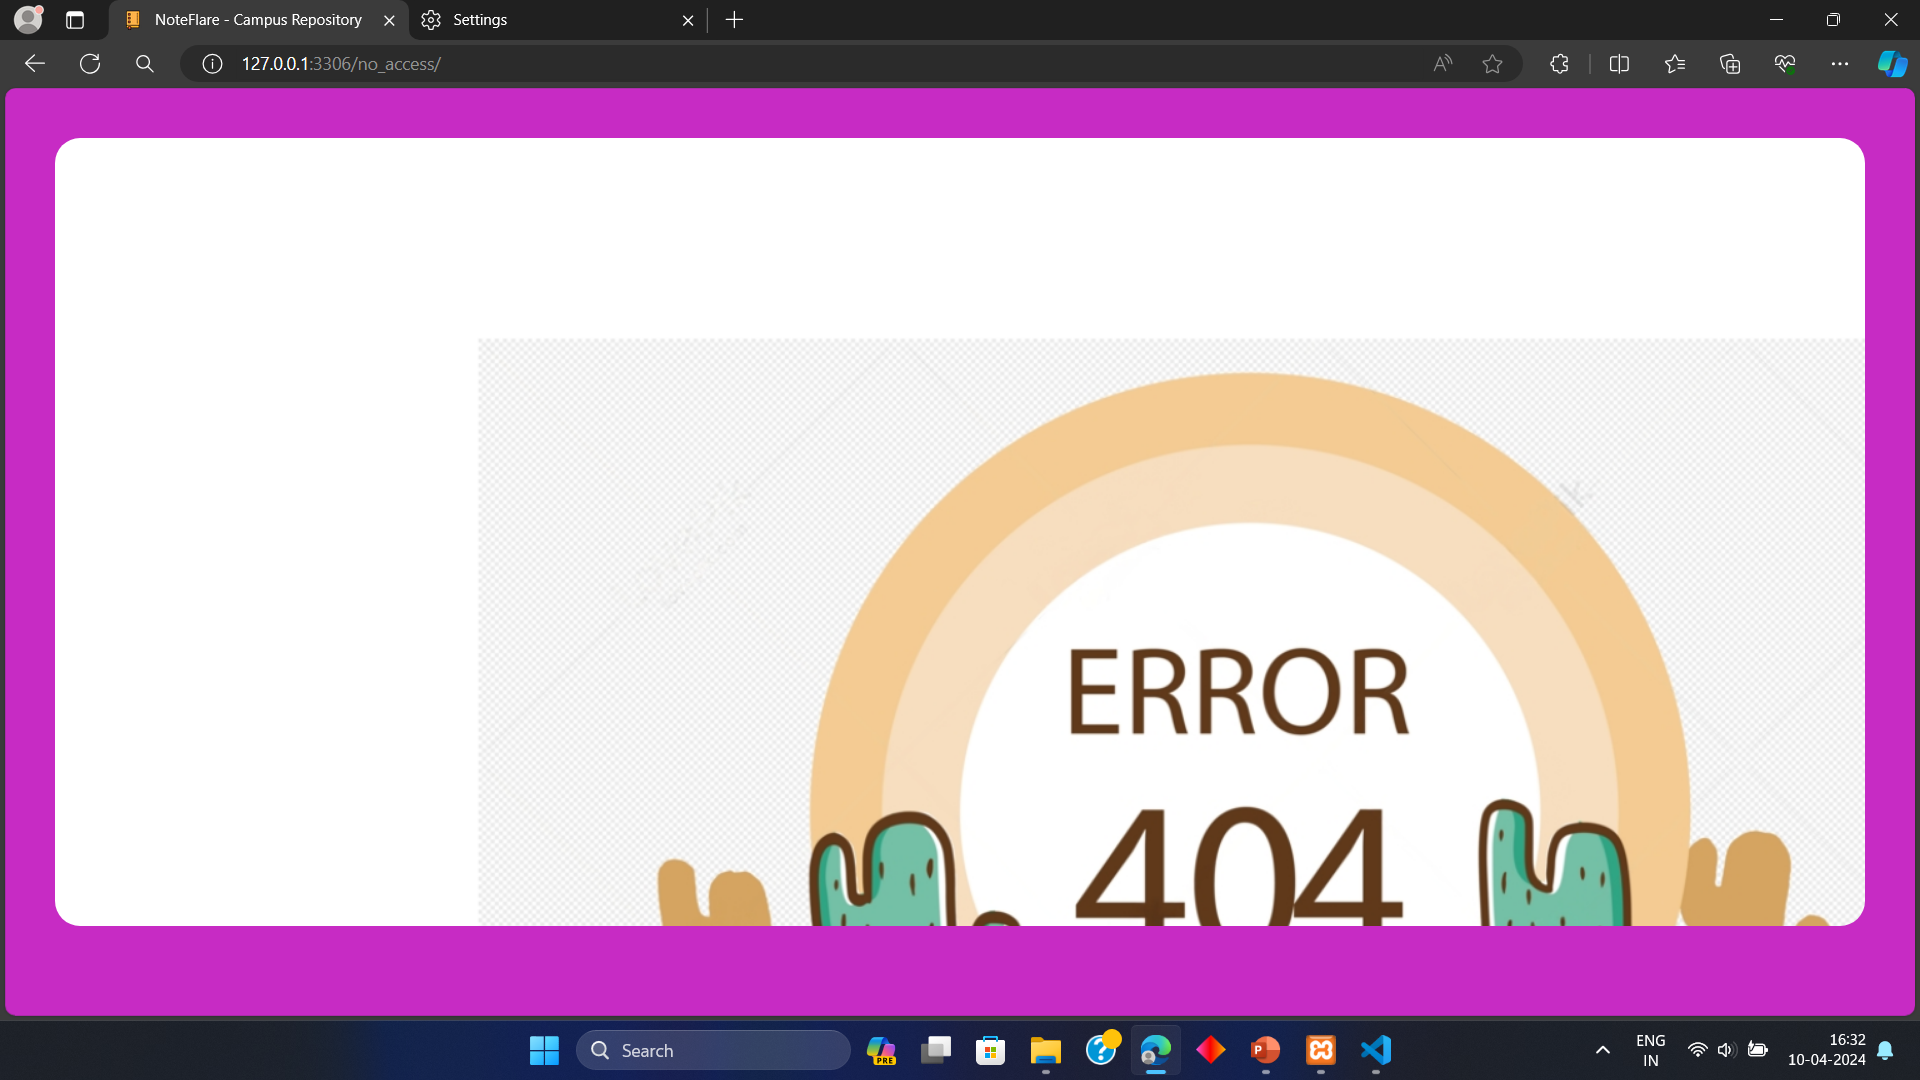 NoteFlare - Campus Repository
Settings
127.0.0.1:3306/no_access/
ERROR
404
Search
PRE
ENG
IN
16:32
10-04-2024